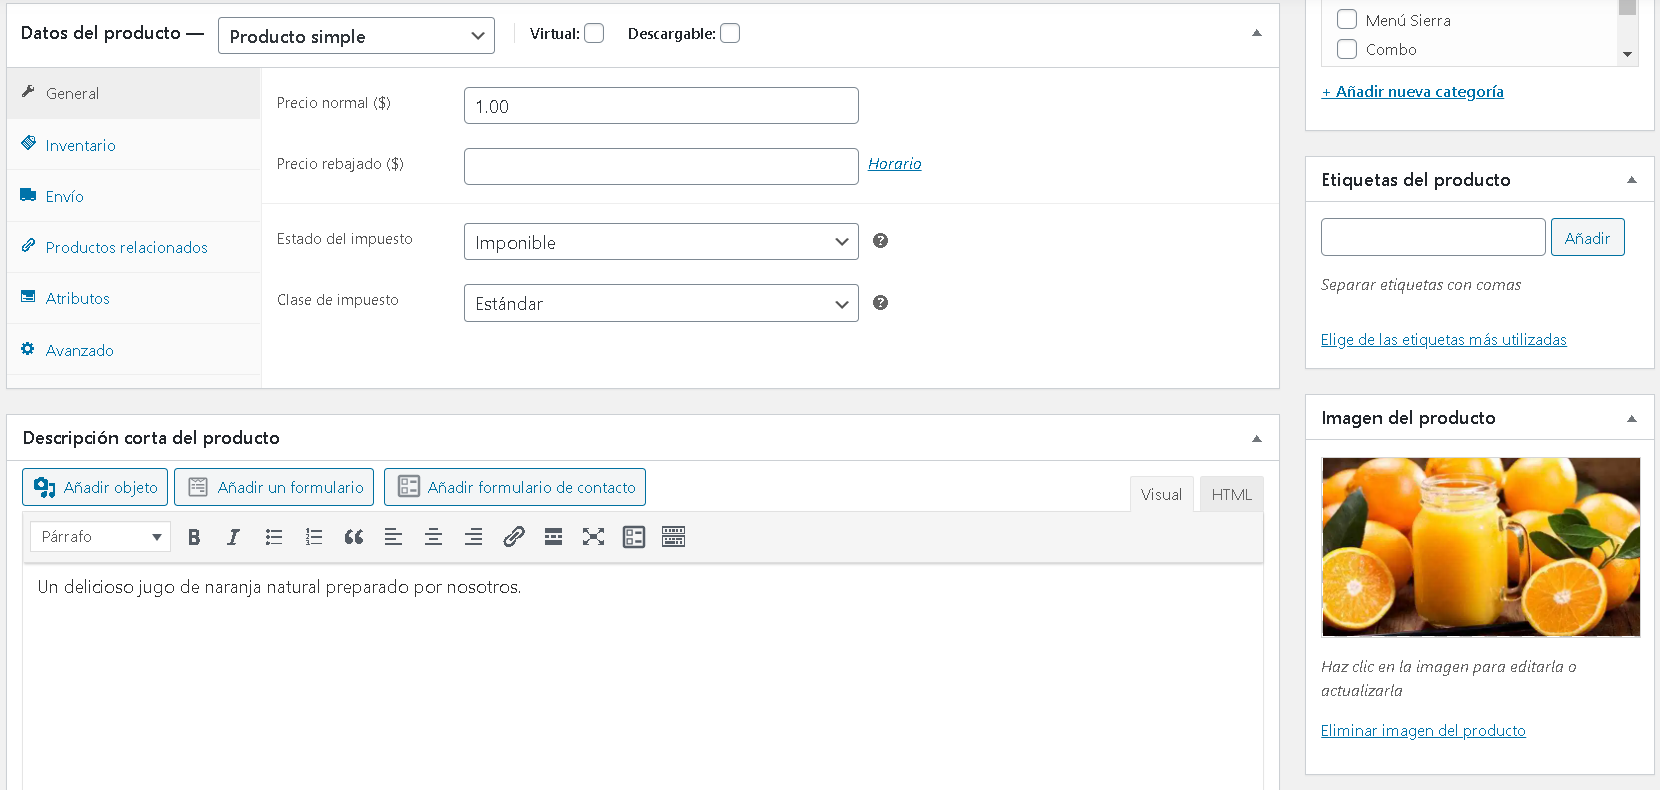 Datos del producto — Producto simple Virtual: Descargable:
General
Inventario
Envío
Productos relacionados
Atributos
Avanzado
Precio normal ($) 1.00
Precio rebajado ($) Horario
Estado del impuesto Imponible
Clase de impuesto Estándar
Descripción corta del producto
Añadir objeto Añadir un formulario Añadir formulario de contacto
Visual HTML
Párrafo
Un delicioso jugo de naranja natural preparado por nosotros.
Menú Sierra
Combo
+ Añadir nueva categoría
Etiquetas del producto
Añadir
Separar etiquetas con comas
Elige de las etiquetas más utilizadas
Imagen del producto
Haz clic en la imagen para editarla o
actualizarla
Eliminar imagen del producto